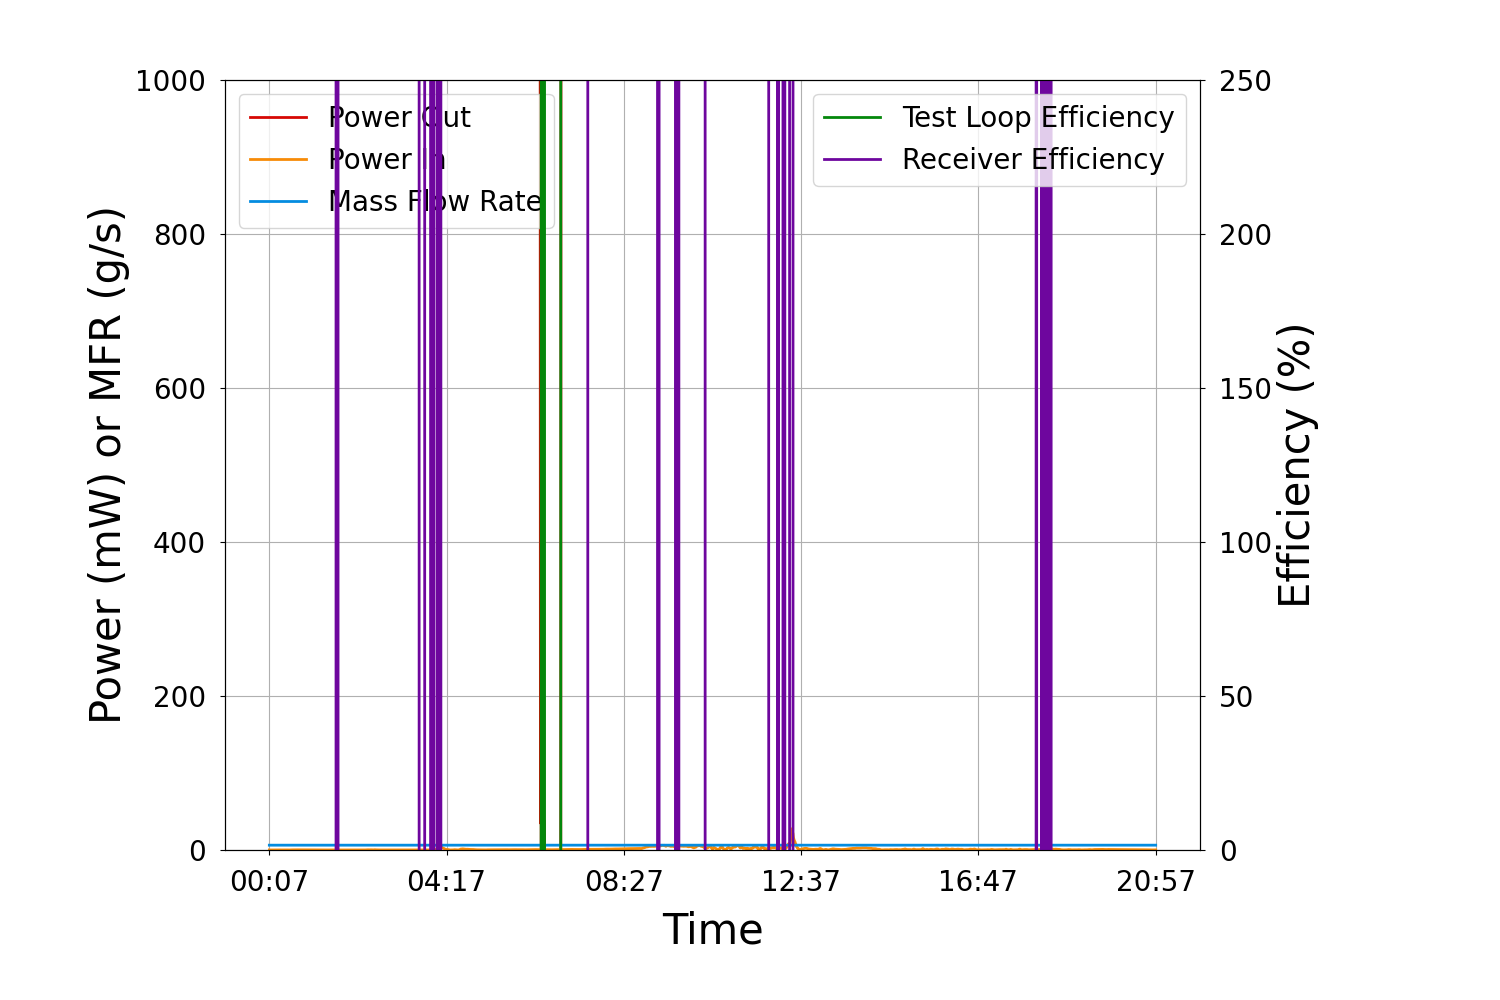 1000
800
600
400
200
0
Power (mW) or MFR (g/s)
Power Out
Power In
Mass Flow Rate
Test Loop Efficiency
Receiver Efficiency
250
200
150
100
50
0
Efficiency (%)
00:07 04:17 08:27 12:37 16:47 20:57
Time